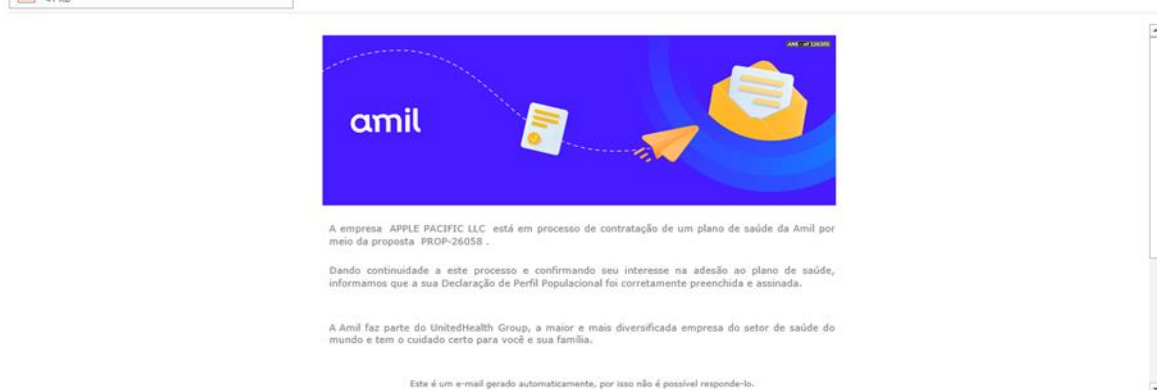 amil
A empresa APPLE PACIFIC LLC está em processo de contratação de um plano de saúde da Amil por
meio da proposta PROP-26058 .
Dando continuidade a este processo e confirmando seu interesse na adesão ao plano de saúde,
informamos que a sua Declaração de Perfil Populacional foi corretamente preenchida e assinada.
A Amil faz parte do UnitedHealth Group, a maior e mais diversificada empresa do setor de saúde do
mundo e tem o cuidado certo para você e sua família.
Este é um e-mail gerado automaticamente, por isso não é possível responde-lo.